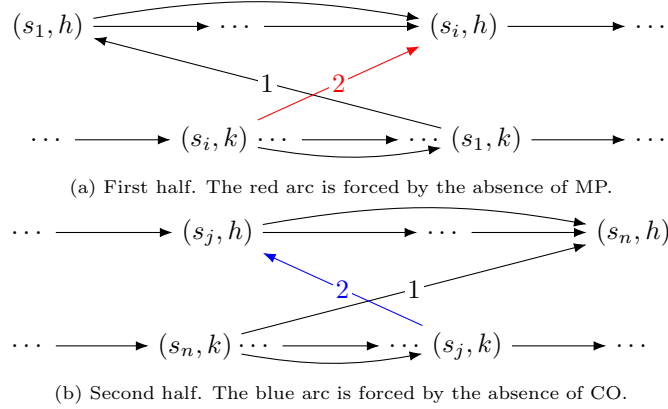 (s₁, h) ⋯ (sᵢ, h) ⋯
1 2
⋯ (sᵢ, k) ⋯ ⋯ (s₁, k) ⋯
(a) First half. The red arc is forced by the absence of MP.
⋯ (sⱼ, h) ⋯ (sₙ, h)
2 1
⋯ (sₙ, k) ⋯ ⋯ (sⱼ, k) ⋯
(b) Second half. The blue arc is forced by the absence of CO.